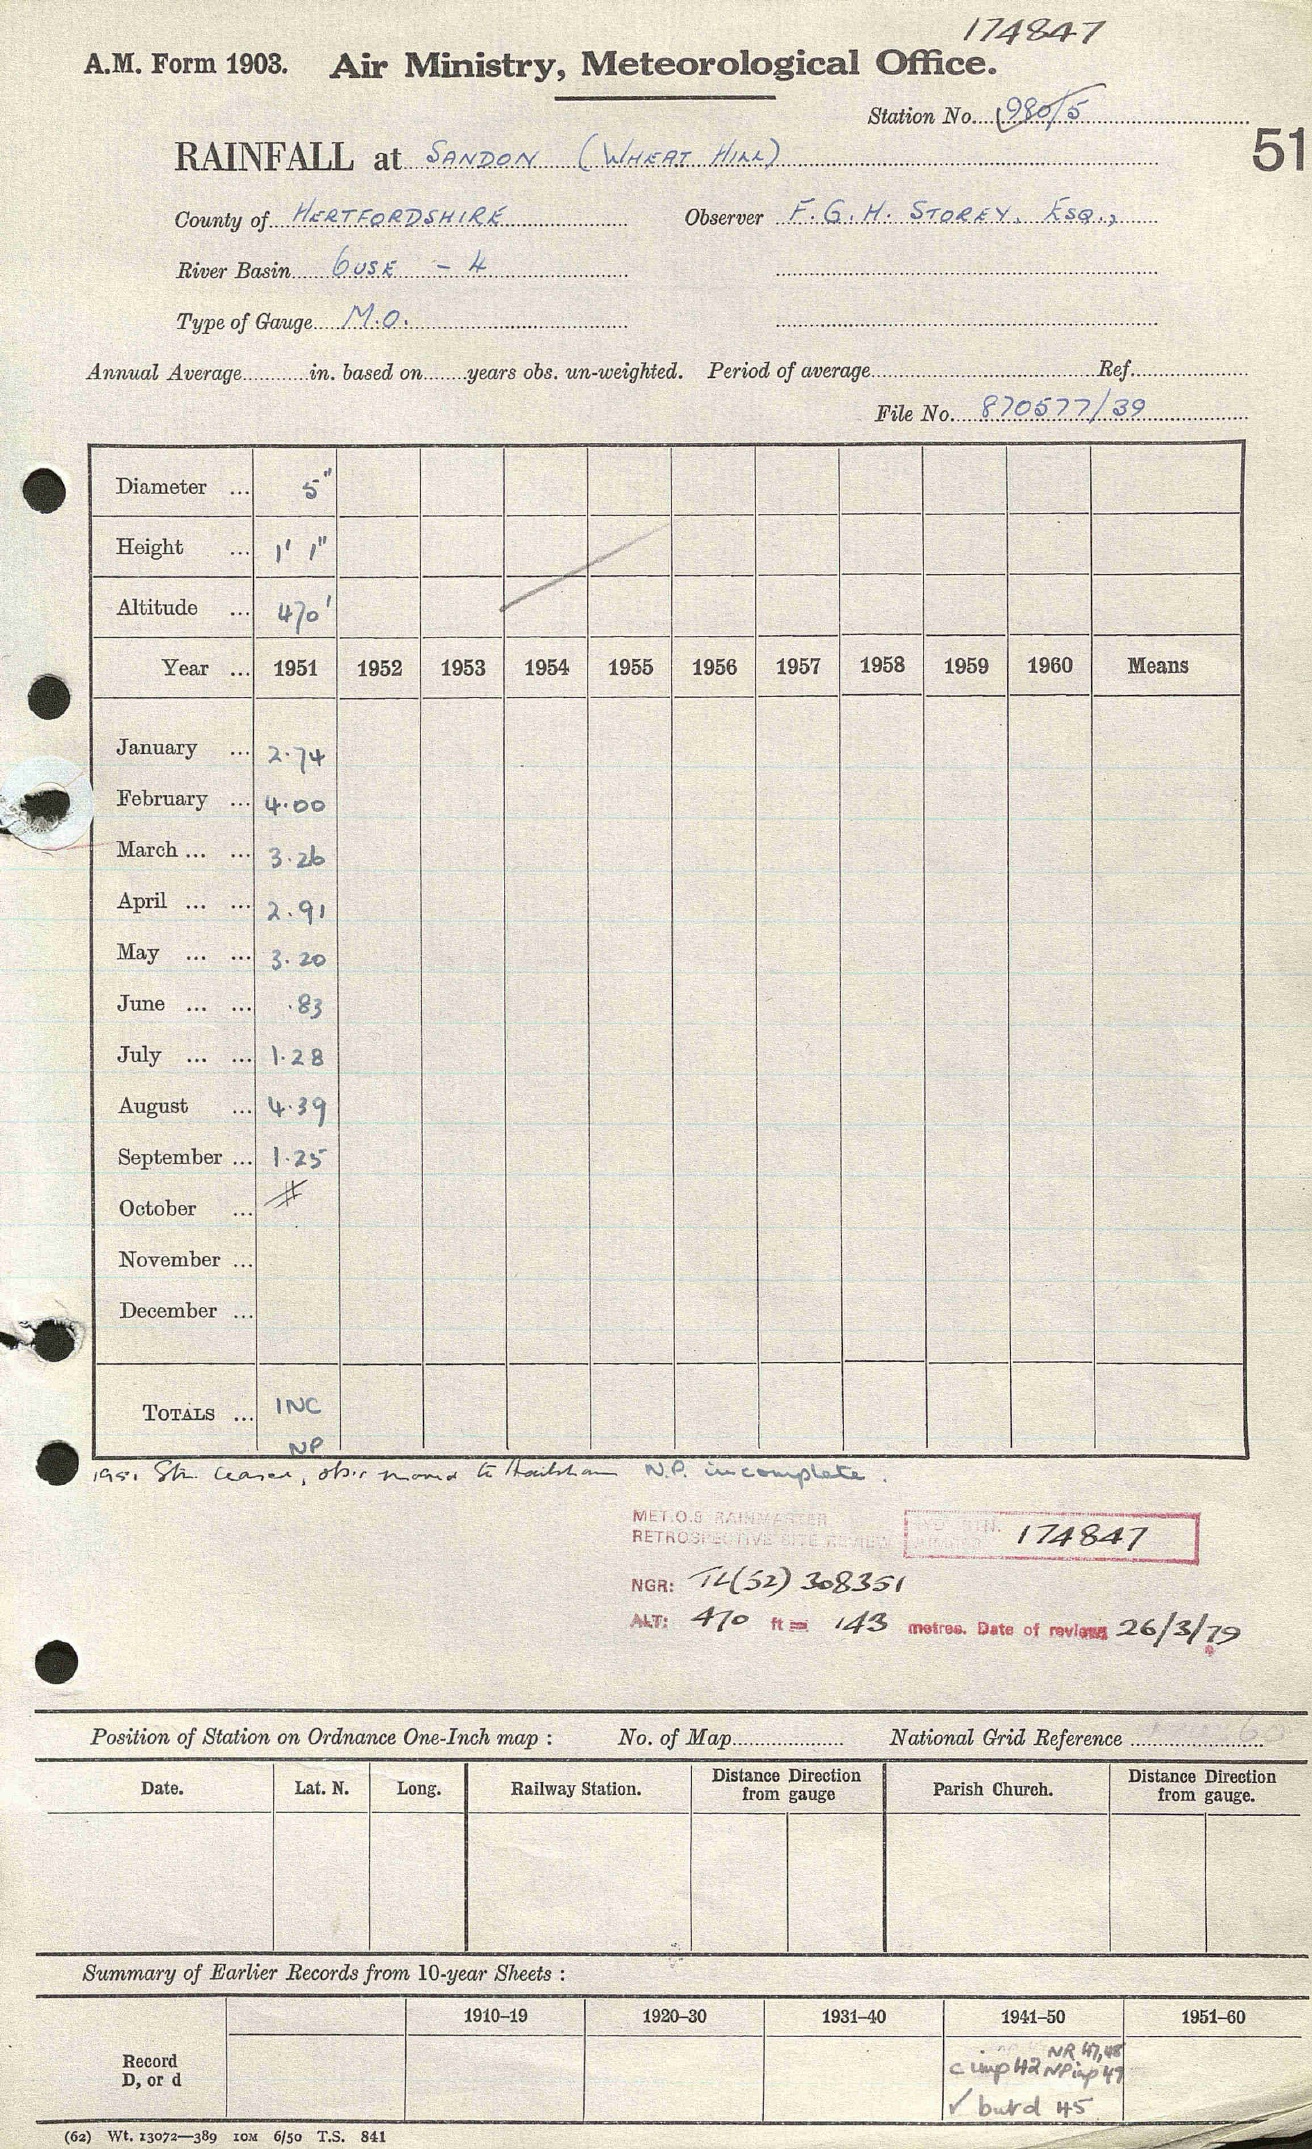 174847
A.M. Form 1903. Air Ministry, Meteorological Office.
Station No. 980/5
51
RAINFALL at SANDON (WHEAT HILL)
County of HERTFORDSHIRE Observer F. G. H. STOREY. ESQ.,
River Basin OUSE - 4
Type of Gauge M.O.
Annual Average in. based on years obs. un-weighted. Period of average Ref.
File No. 870577/39
Diameter ... 5"
Height ... 1' 1"
Altitude ... 470'
Year ... 1951 1952 1953 1954 1955 1956 1957 1958 1959 1960 Means
January ... 2.74
February ... 4.00
March ... ... 3.26
April ... ... 2.91
May ... ... 3.20
June ... ... .83
July ... ... 1.28
August ... 4.39
September ... 1.25
October ...
November ...
December ...
TOTALS ... INC
NP
1951 Stn. ceased, obsr moved to Hailsham N.P. incomplete.
MET.O.8 RAINMASTER
RETROSPECTIVE SITE REVIEW 174847
NGR: TL(52) 308351
ALT: 470 ft = 143 metres. Date of review 26/3/79
Position of Station on Ordnance One-Inch map : No. of Map National Grid Reference
Date. Lat. N. Long. Railway Station. Distance Direction from gauge Parish Church. Distance Direction from gauge.
Summary of Earlier Records from 10-year Sheets :
1910–19 1920–30 1931–40 1941–50 1951–60
Record
D, or d
NR 47,48
c imp 42 NP inp 49
✓ but d 45
(62) Wt. 13072—389 10M 6/50 T.S. 841